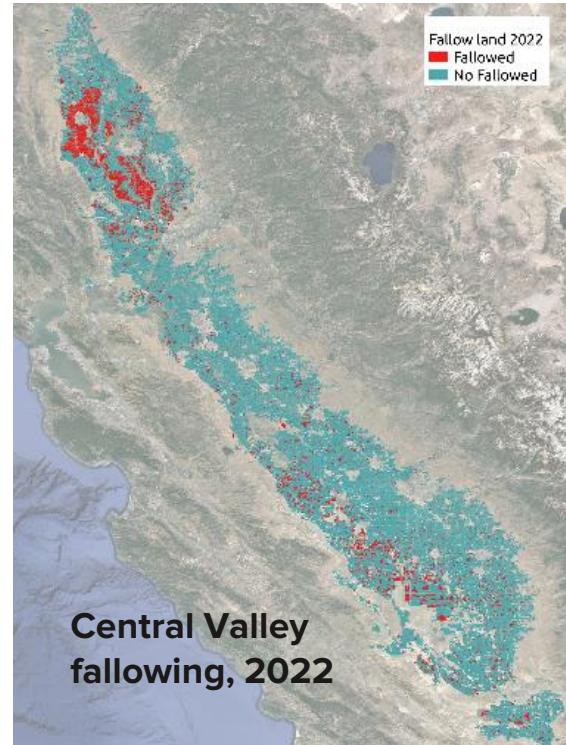 Fallow land 2022
Fallowed
No Fallowed
Central Valley
fallowing, 2022